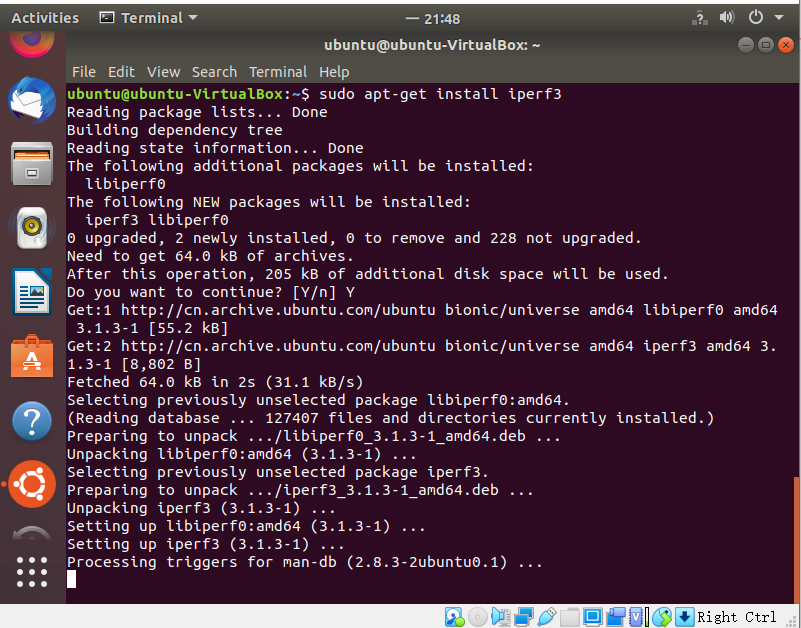 Activities Terminal 21:48
ubuntu@ubuntu-VirtualBox: ~
File Edit View Search Terminal Help
ubuntu@ubuntu-VirtualBox:~$ sudo apt-get install iperf3
Reading package lists... Done
Building dependency tree
Reading state information... Done
The following additional packages will be installed:
  libiperf0
The following NEW packages will be installed:
  iperf3 libiperf0
0 upgraded, 2 newly installed, 0 to remove and 228 not upgraded.
Need to get 64.0 kB of archives.
After this operation, 205 kB of additional disk space will be used.
Do you want to continue? [Y/n] Y
Get:1 http://cn.archive.ubuntu.com/ubuntu bionic/universe amd64 libiperf0 amd64
 3.1.3-1 [55.2 kB]
Get:2 http://cn.archive.ubuntu.com/ubuntu bionic/universe amd64 iperf3 amd64 3.
1.3-1 [8,802 B]
Fetched 64.0 kB in 2s (31.1 kB/s)
Selecting previously unselected package libiperf0:amd64.
(Reading database ... 127407 files and directories currently installed.)
Preparing to unpack .../libiperf0_3.1.3-1_amd64.deb ...
Unpacking libiperf0:amd64 (3.1.3-1) ...
Selecting previously unselected package iperf3.
Preparing to unpack .../iperf3_3.1.3-1_amd64.deb ...
Unpacking iperf3 (3.1.3-1) ...
Setting up libiperf0:amd64 (3.1.3-1) ...
Setting up iperf3 (3.1.3-1) ...
Processing triggers for man-db (2.8.3-2ubuntu0.1) ...
Right Ctrl